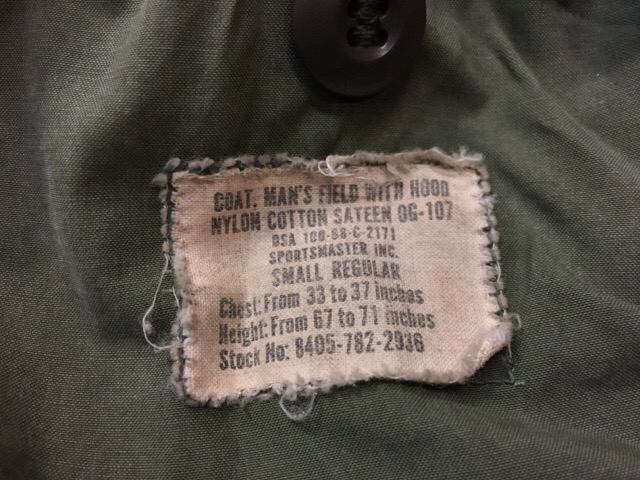 COAT, MAN'S FIELD WITH HOOD
NYLON COTTON SATEEN OG-107
DSA 100-68-C-2171
SPORTSMASTER INC.
SMALL REGULAR
Chest: From 33 to 37 inches
Height: From 67 to 71 inches
Stock No: 8405-782-2936